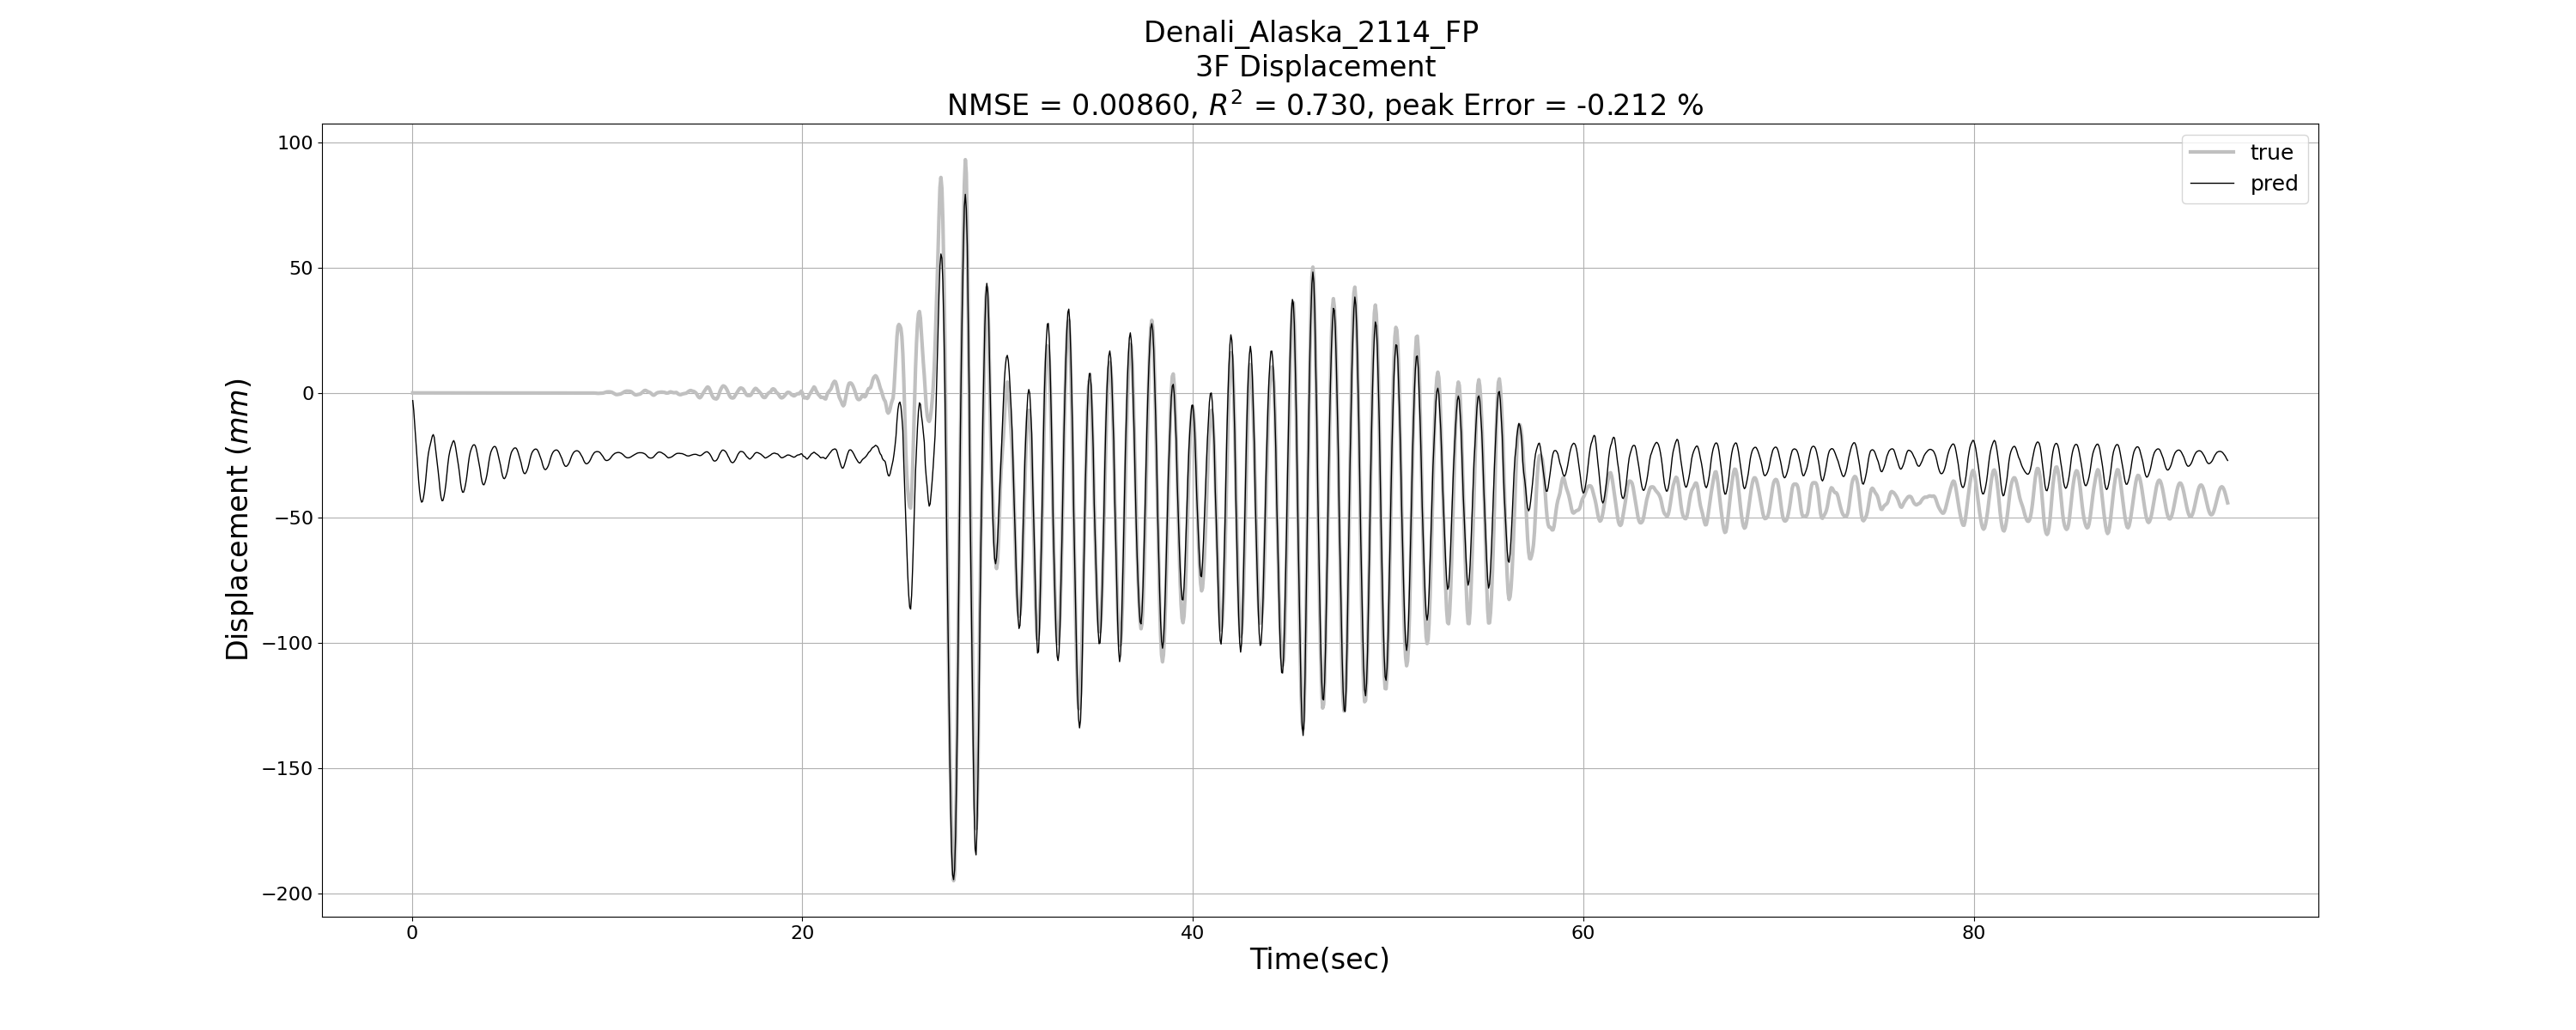 Denali_Alaska_2114_FP
3F Displacement
NMSE = 0.00860, R² = 0.730, peak Error = -0.212 %
true
pred
100
50
0
−50
−100
−150
−200
Displacement (mm)
0 20 40 60 80
Time(sec)